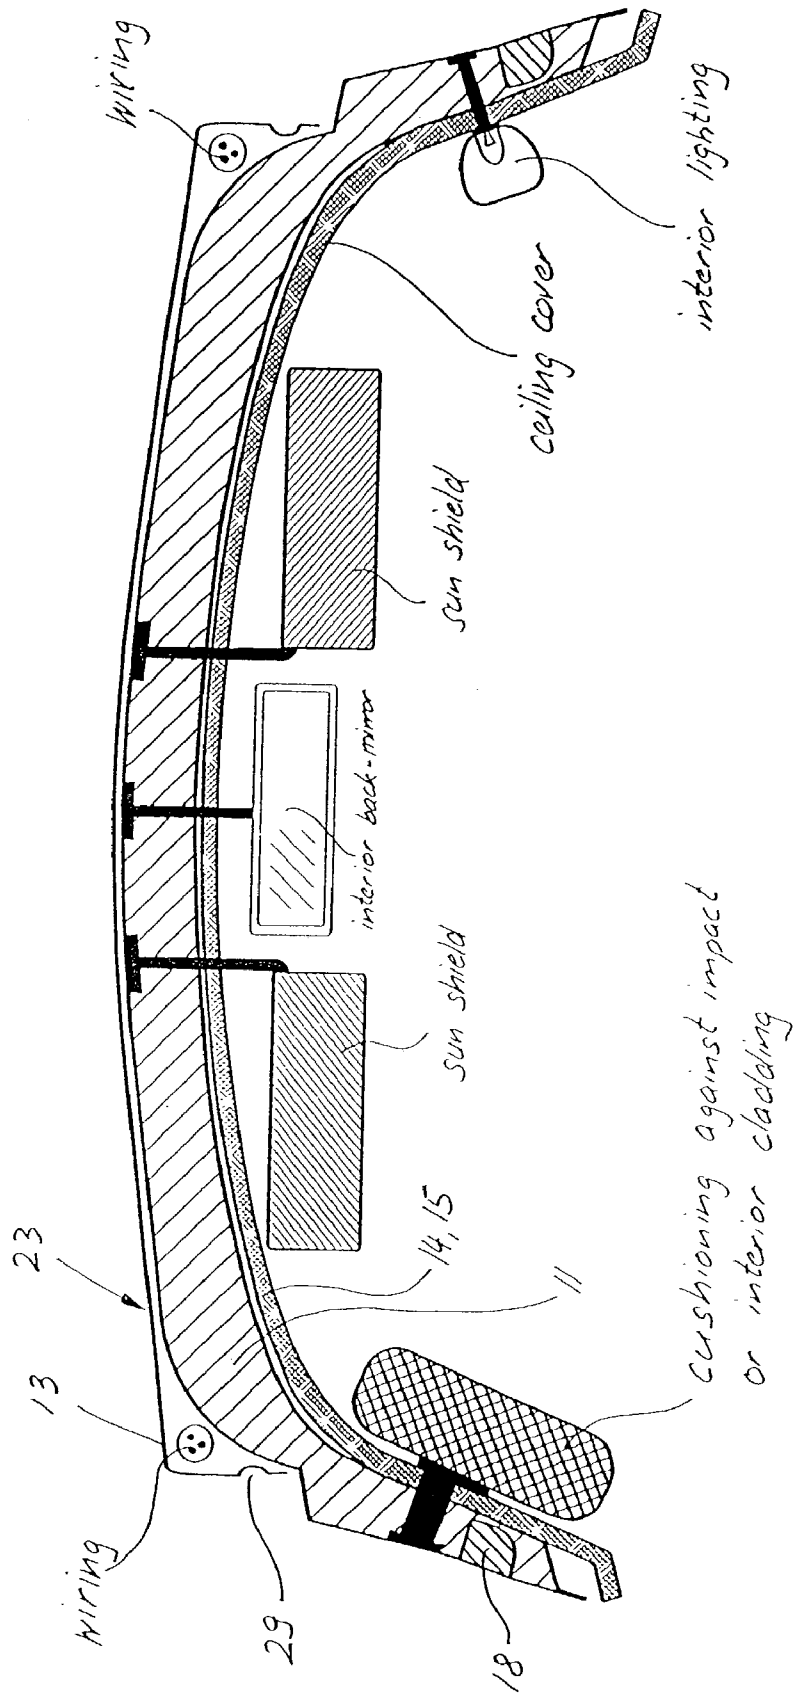 wiring
13
23
29
18
14, 15
11
cushioning against impact
or interior cladding
sun shield
interior back-mirror
sun shield
ceiling cover
interior lighting
wiring